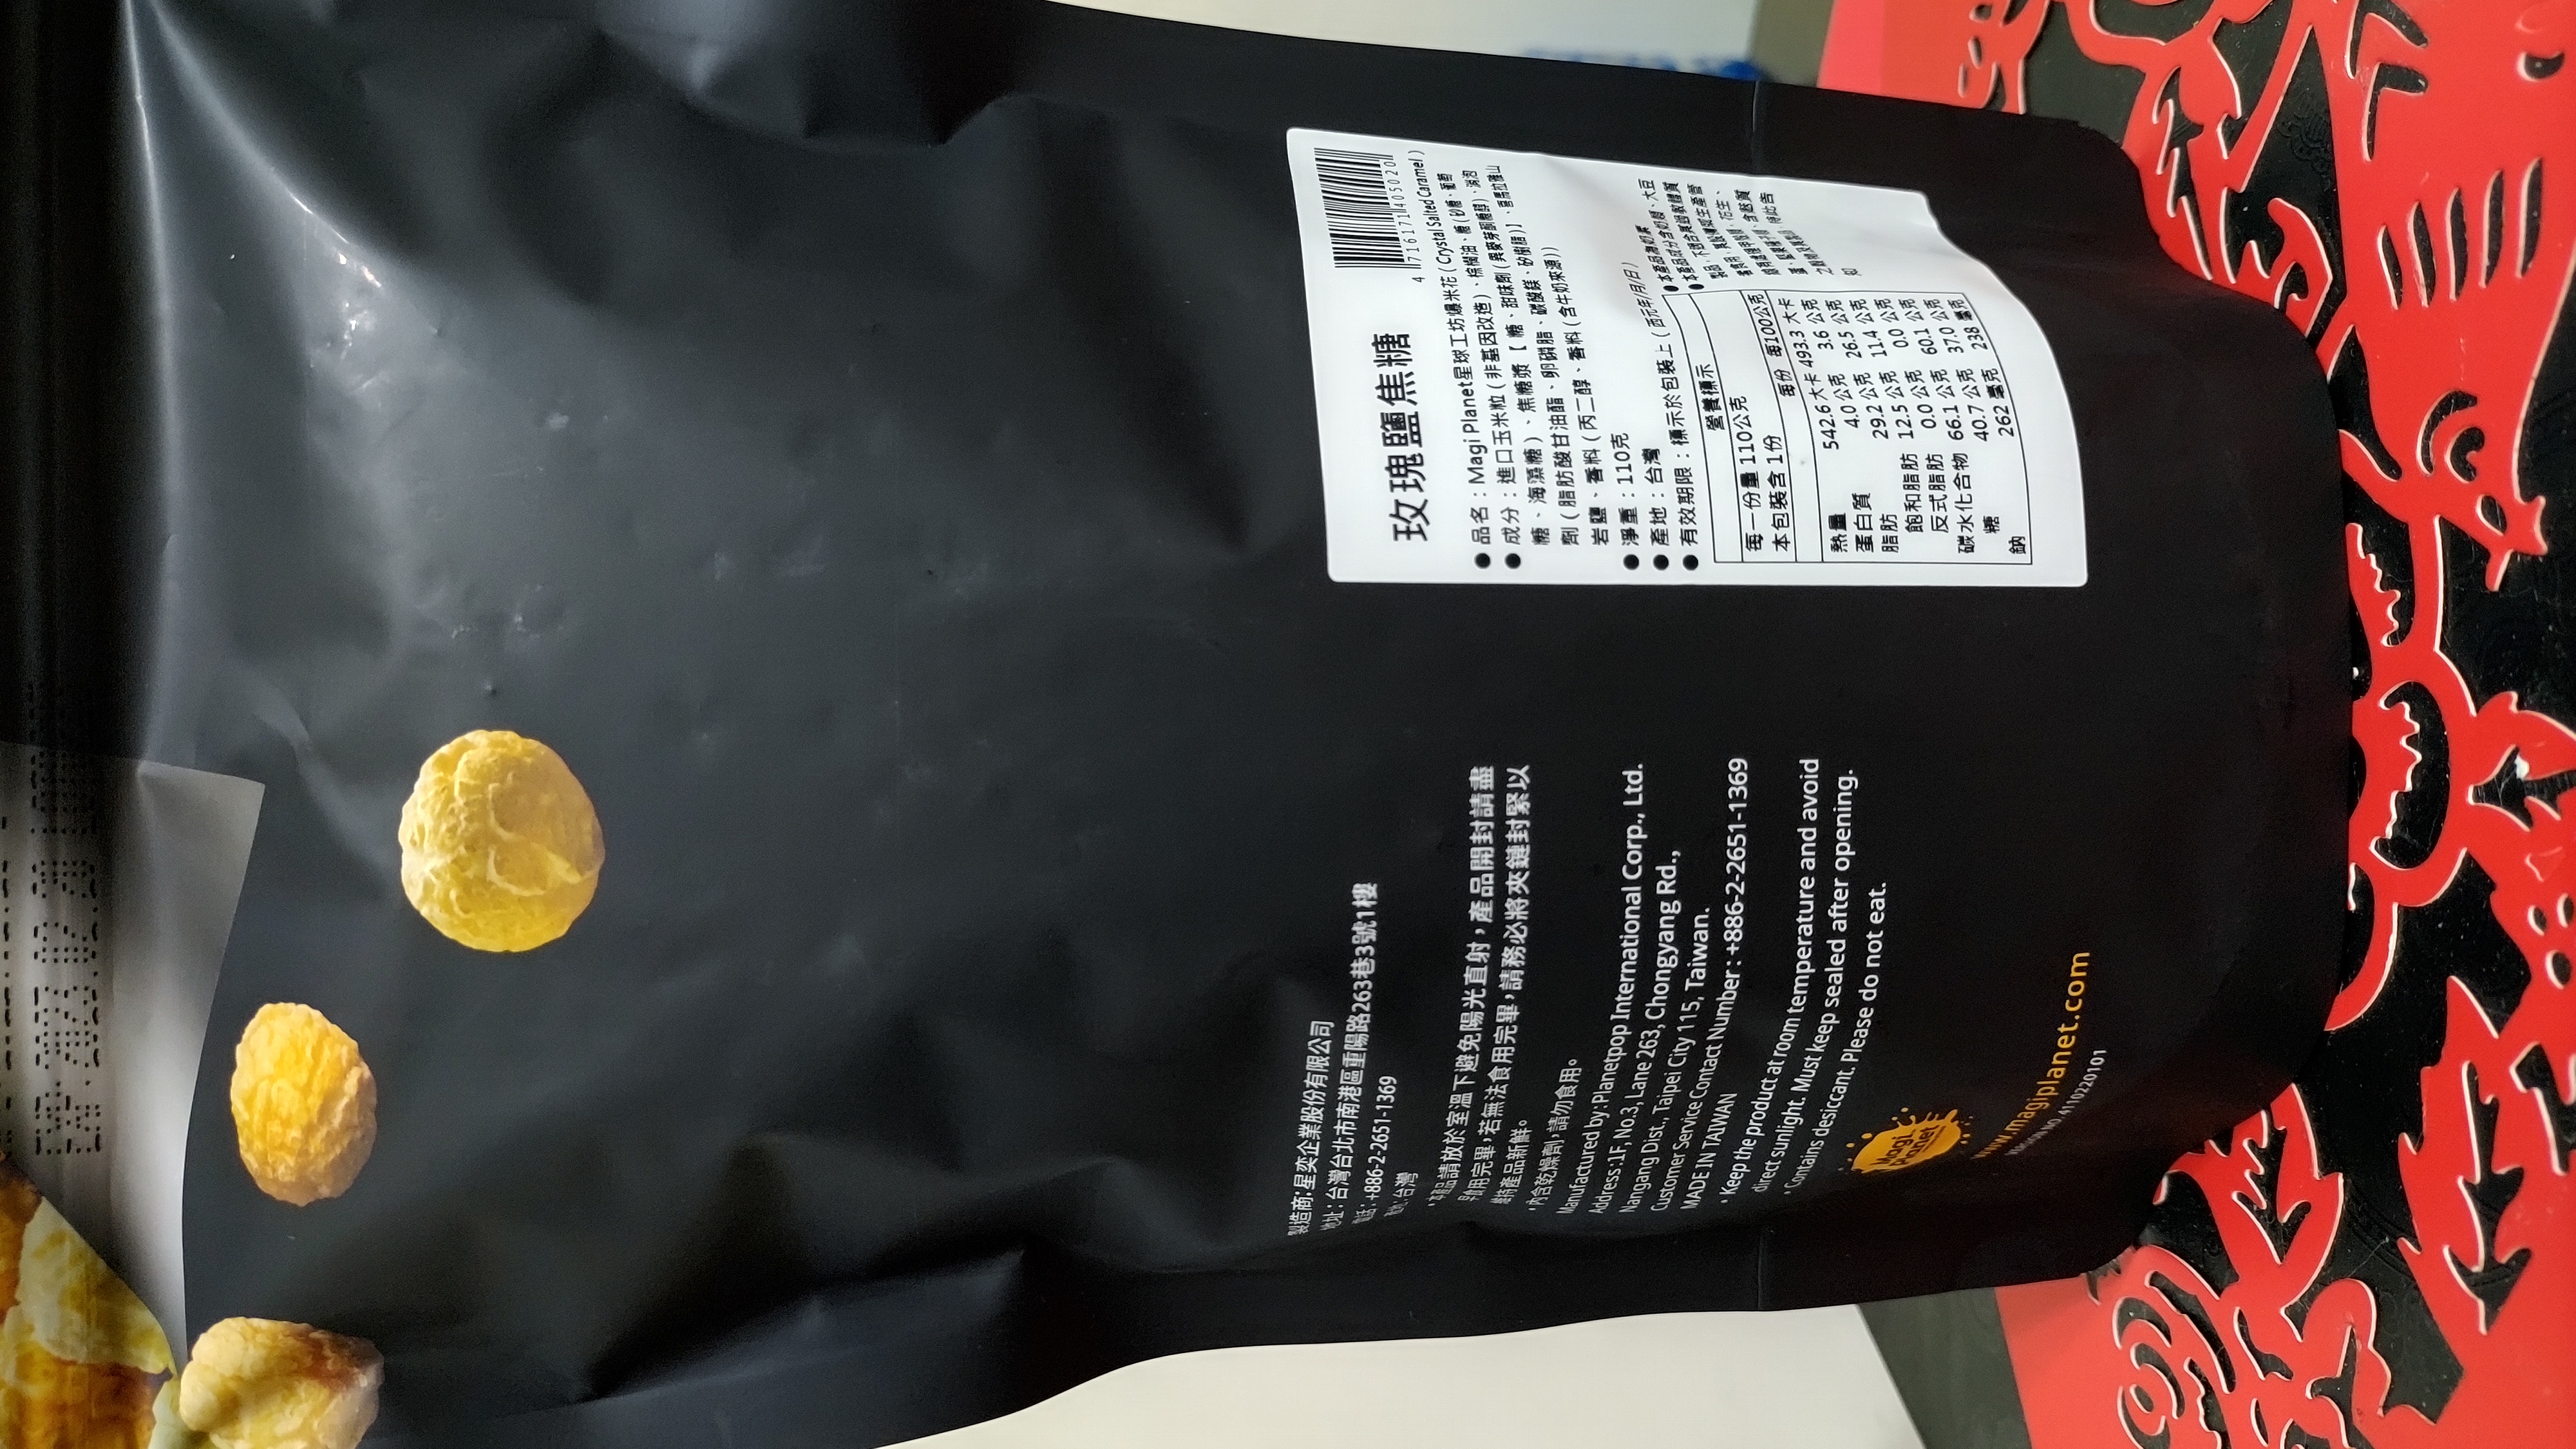 玫瑰鹽焦糖
4 716171 405020
●品名：Magi Planet星球工坊爆米花（Crystal Salted Caramel）
●成分：進口玉米粒（非基因改造）、棕櫚油、糖（砂糖、葡萄
糖、海藻糖）、焦糖漿【糖、甜味劑（異麥芽酮糖醇）、消泡
劑（脂肪酸甘油酯、卵磷脂、碳酸鎂、矽樹脂）】、喜馬拉雅山
岩鹽、香料（丙二醇、香料（含牛奶來源））
●淨重：110克
●產地：台灣
●有效期限：標示於包裝上（西元年/月/日）
營養標示
每一份量 110公克
本包裝含 1份
每份 每100公克
熱量 542.6 大卡 493.3 大卡
蛋白質 4.0 公克 3.6 公克
脂肪 29.2 公克 26.5 公克
飽和脂肪 12.5 公克 11.4 公克
反式脂肪 0.0 公克 0.0 公克
碳水化合物 66.1 公克 60.1 公克
糖 40.7 公克 37.0 公克
鈉 262 毫克 238 毫克
製造商：星奕企業股份有限公司
地址：台灣台北市南港區重陽路263巷3號1樓
電話：+886-2-2651-1369
產地：台灣
・本產品請放於室溫下避免陽光直射，產品開封請盡
早食用完畢，若無法食用完畢，請務必將夾鏈封緊以
維持產品新鮮。
・內含乾燥劑，請勿食用。
Manufactured by: Planetpop International Corp., Ltd.
Address: 1F, No.3, Lane 263, Chongyang Rd.,
Nangang Dist., Taipei City 115, Taiwan.
Customer Service Contact Number : +886-2-2651-1369
MADE IN TAIWAN
・Keep the product at room temperature and avoid
direct sunlight. Must keep sealed after opening.
・Contains desiccant. Please do not eat.
Magi
Planet
www.magiplanet.com
VERSION NO.A110220101